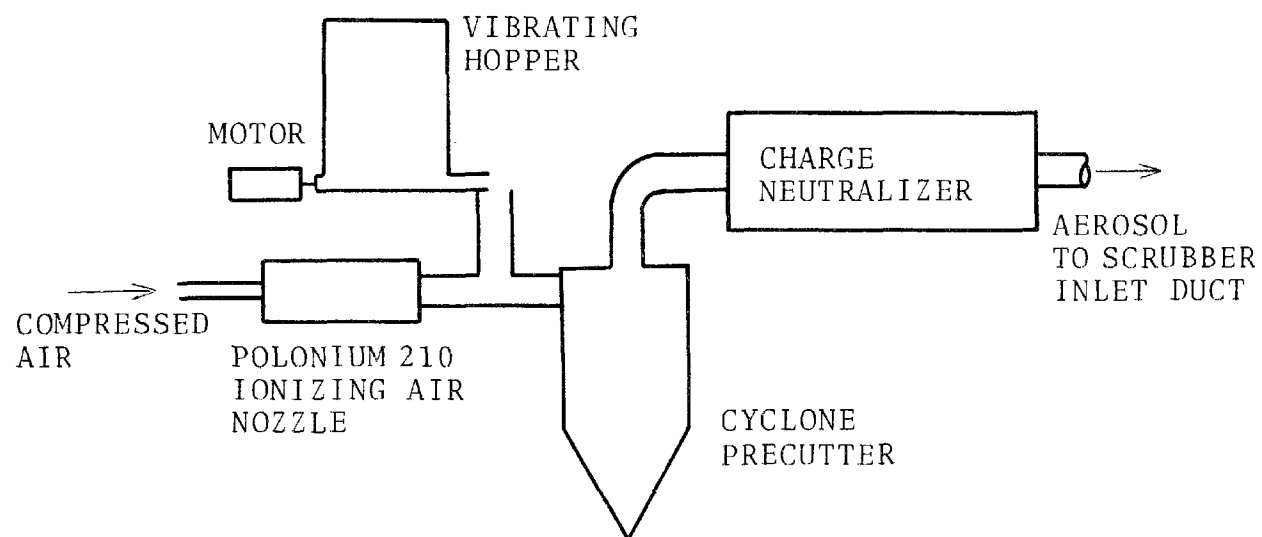 VIBRATING
HOPPER
MOTOR
CHARGE
NEUTRALIZER
AEROSOL
TO SCRUBBER
INLET DUCT
COMPRESSED
AIR
POLONIUM 210
IONIZING AIR
NOZZLE
CYCLONE
PRECUTTER